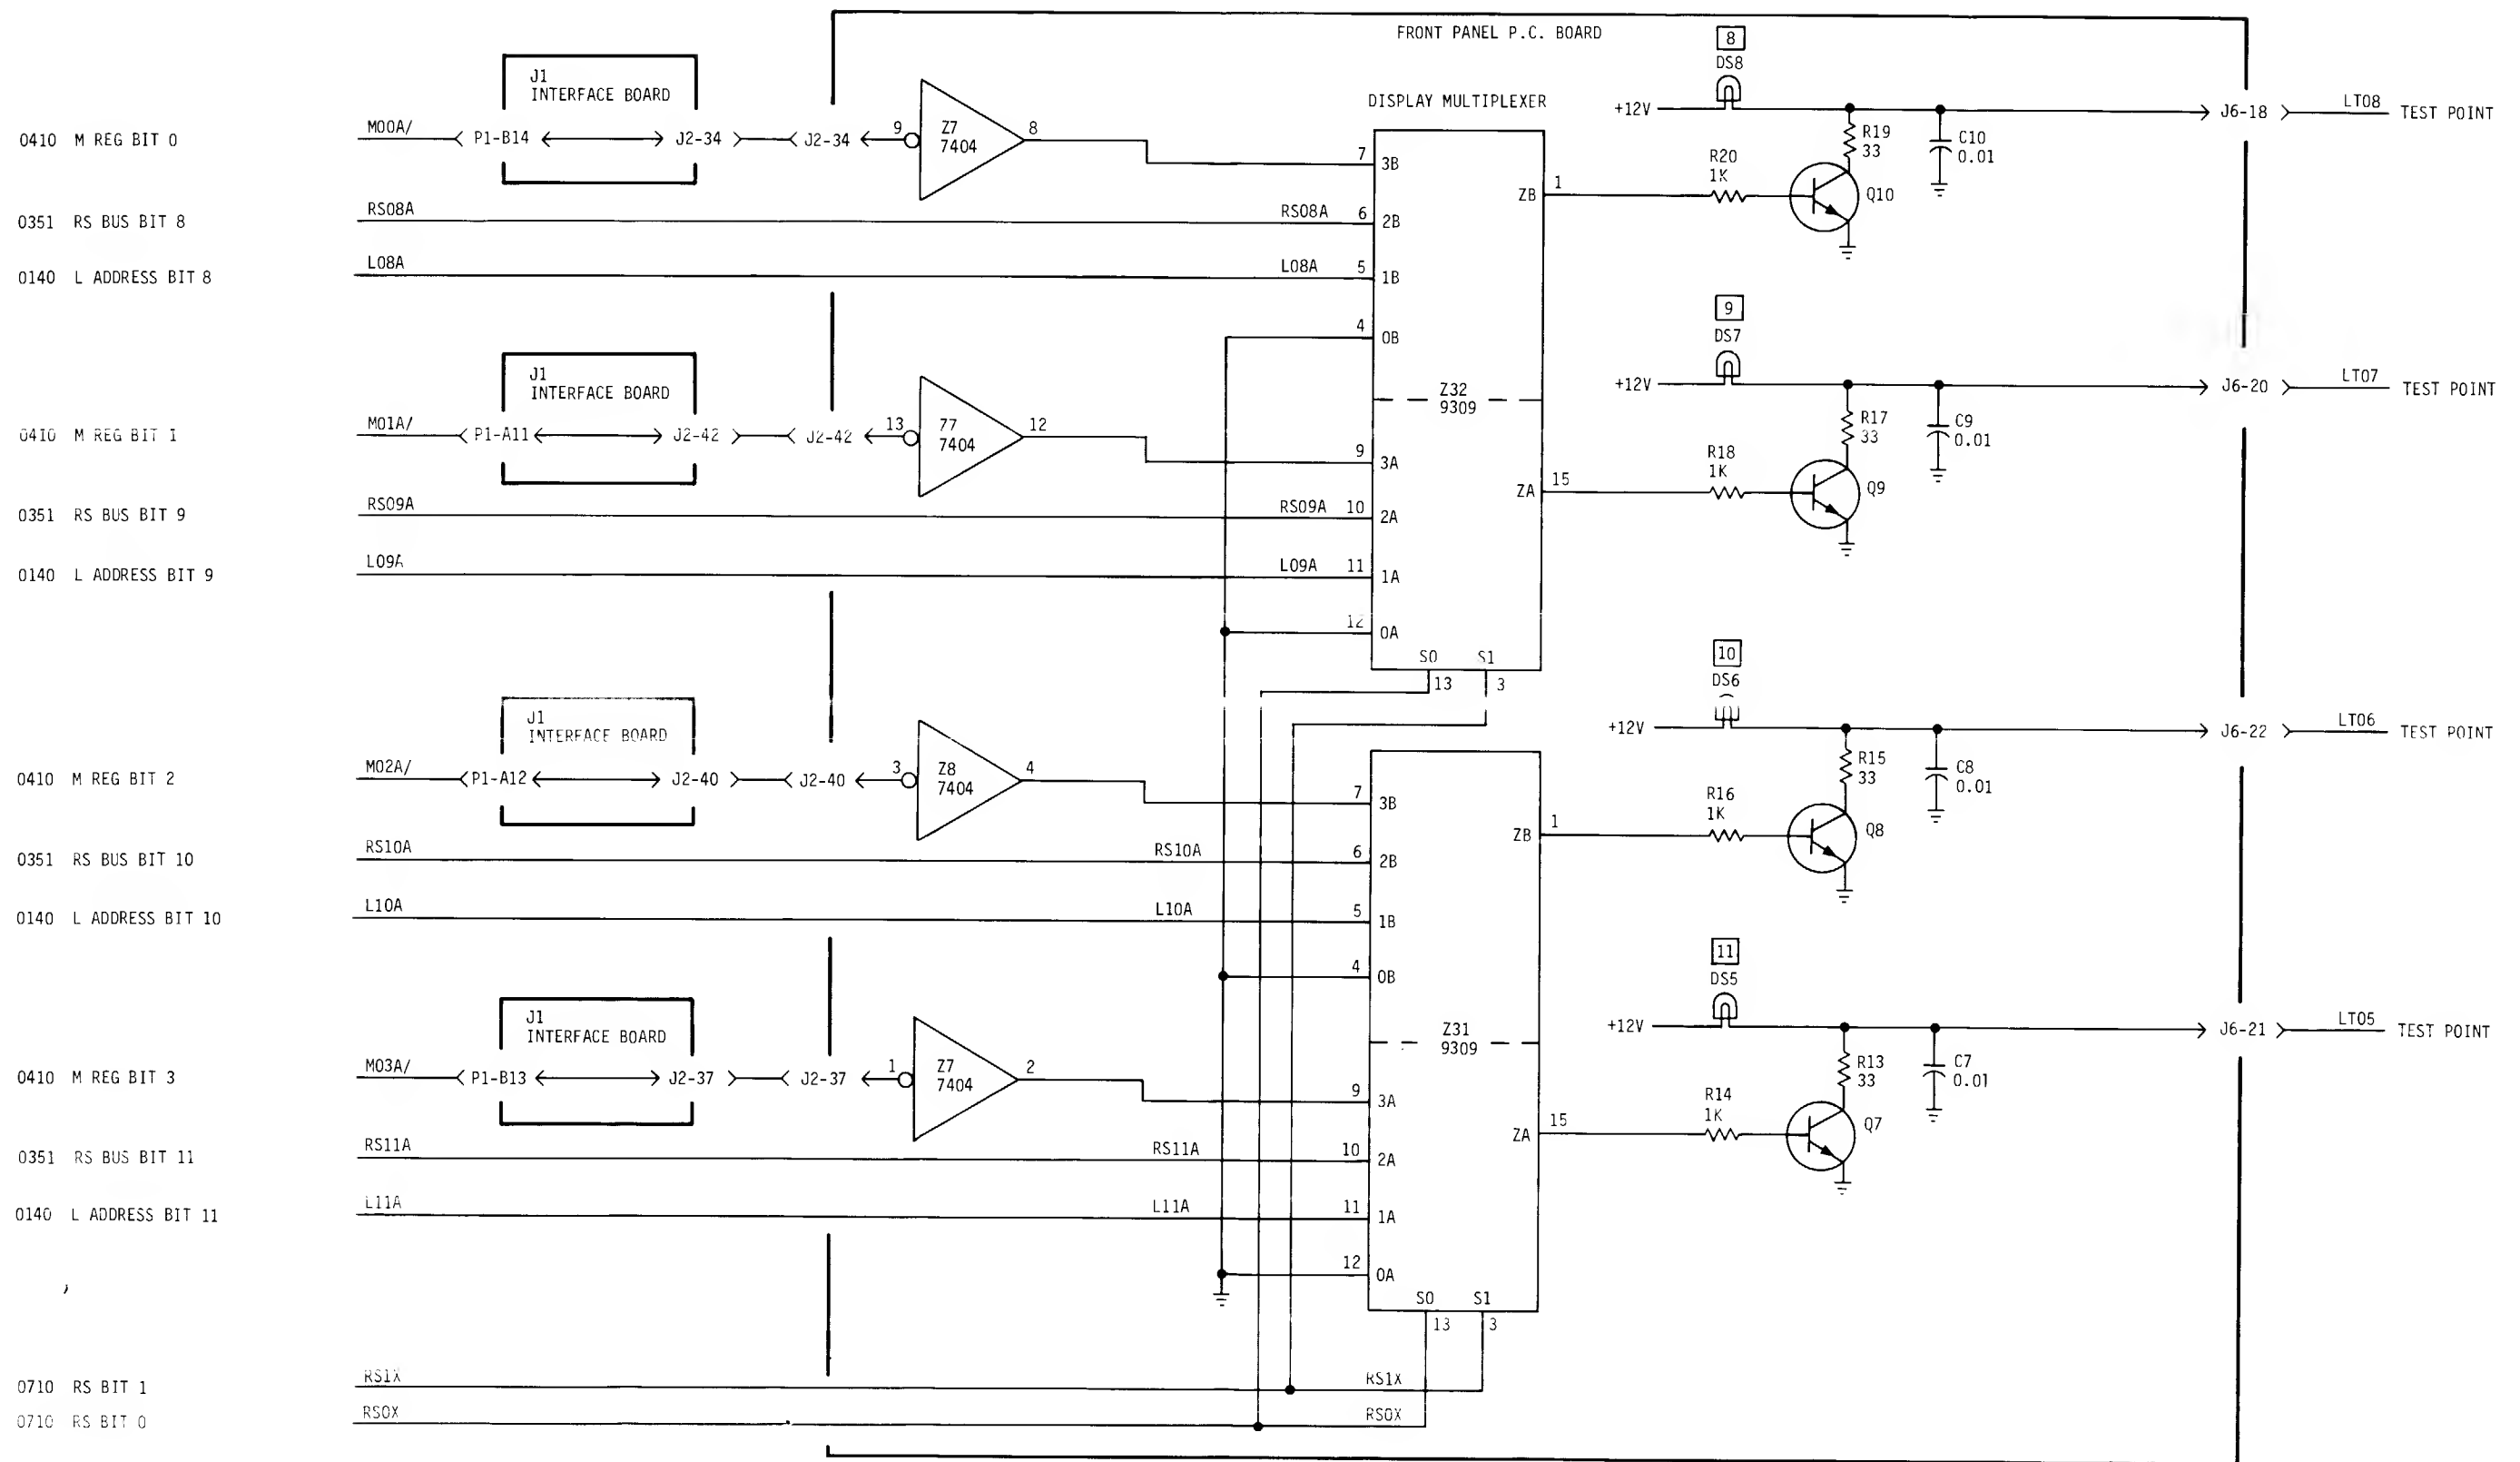 FRONT PANEL P.C. BOARD
8
DS8
J1
INTERFACE BOARD
DISPLAY MULTIPLEXER
+12V
J6-18
LT08
TEST POINT
0410 M REG BIT 0
M00A/
P1-B14
J2-34
J2-34
9
Z7
7404
8
R19
33
C10
0.01
7
3B
R20
1K
ZB
1
Q10
0351 RS BUS BIT 8
RS08A
RS08A
6
2B
0140 L ADDRESS BIT 8
L08A
L08A
5
1B
9
DS7
4
0B
J1
INTERFACE BOARD
+12V
J6-20
LT07
TEST POINT
Z32
9309
0410 M REG BIT 1
M01A/
P1-A11
J2-42
J2-42
13
77
7404
12
R17
33
C9
0.01
9
3A
R18
1K
ZA
15
Q9
0351 RS BUS BIT 9
RS09A
RS09A
10
2A
0140 L ADDRESS BIT 9
L09A
L09A
11
1A
12
0A
S0
S1
13
3
10
DS6
J1
INTERFACE BOARD
+12V
J6-22
LT06
TEST POINT
0410 M REG BIT 2
M02A/
P1-A12
J2-40
J2-40
3
Z8
7404
4
R15
33
C8
0.01
7
3B
R16
1K
ZB
1
Q8
0351 RS BUS BIT 10
RS10A
RS10A
6
2B
0140 L ADDRESS BIT 10
L10A
L10A
5
1B
11
DS5
4
0B
J1
INTERFACE BOARD
+12V
J6-21
LT05
TEST POINT
Z31
9309
0410 M REG BIT 3
M03A/
P1-B13
J2-37
J2-37
1
Z7
7404
2
R13
33
C7
0.01
9
3A
R14
1K
ZA
15
Q7
0351 RS BUS BIT 11
RS11A
RS11A
10
2A
0140 L ADDRESS BIT 11
L11A
L11A
11
1A
12
0A
S0
S1
13
3
0710 RS BIT 1
RS1X
RS1X
0710 RS BIT 0
RS0X
RS0X